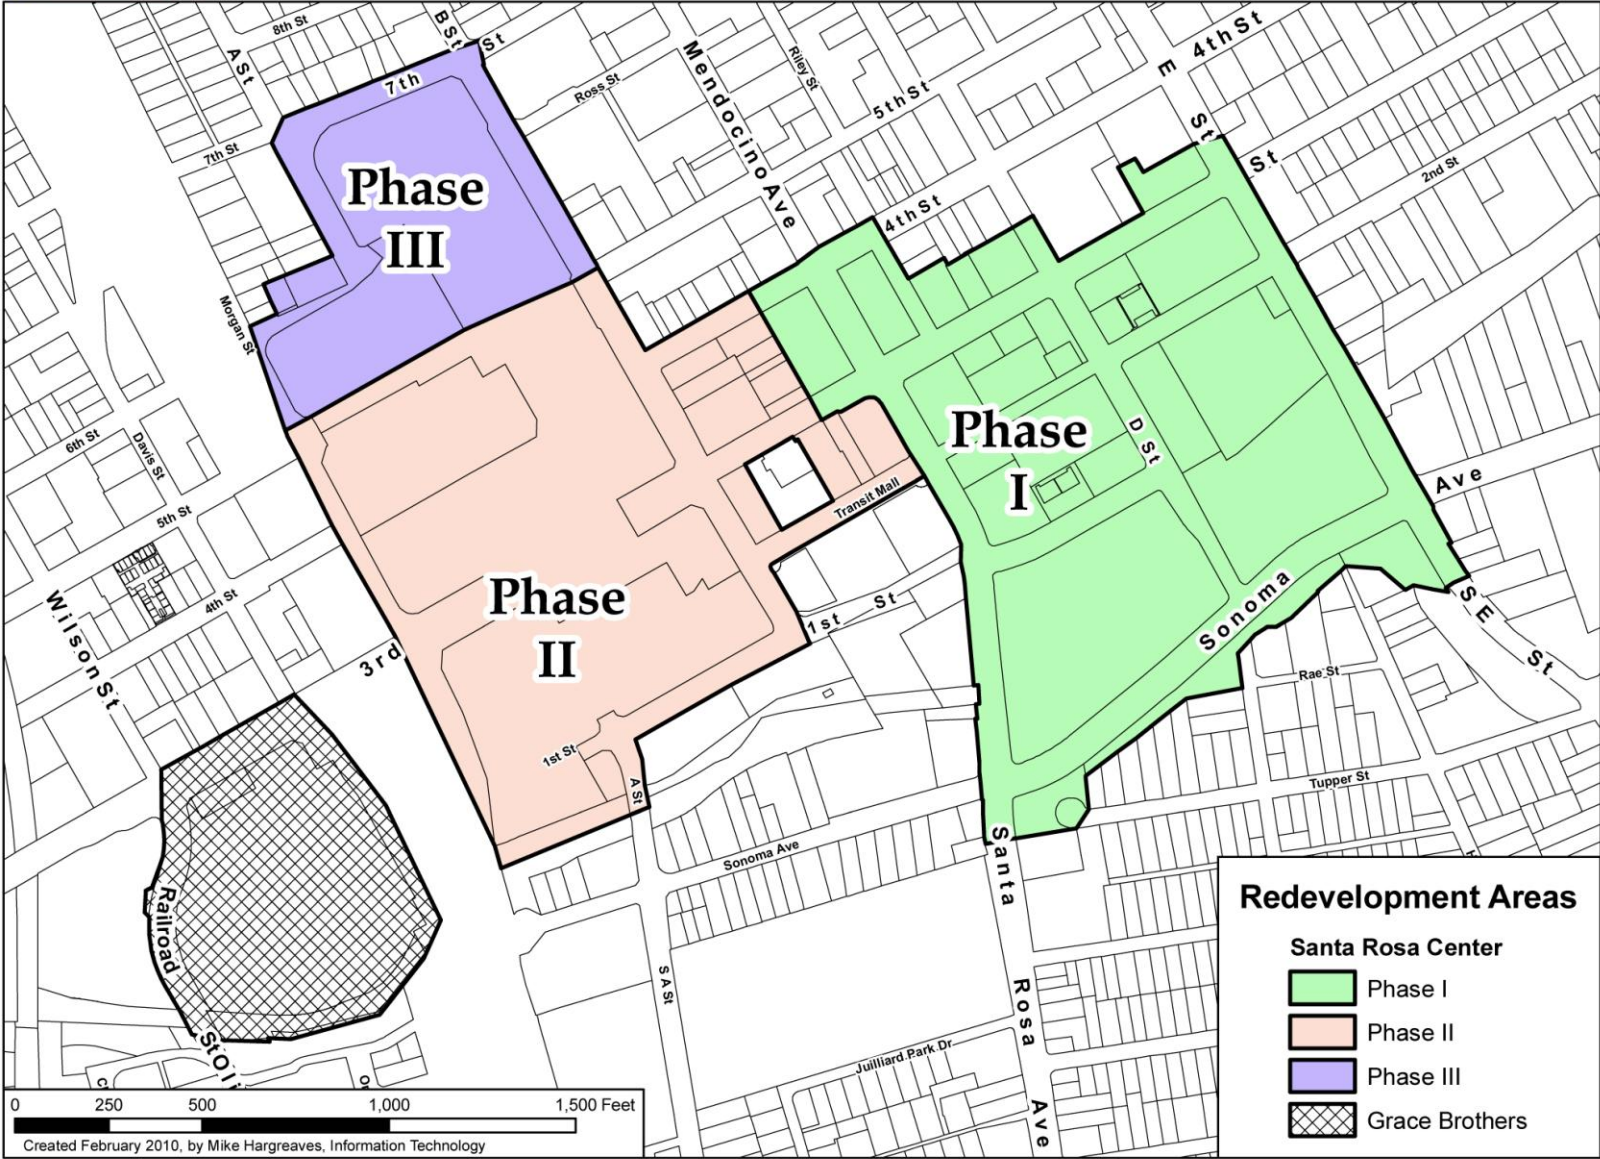 8th St
B St
St
7th
A St
7th St
Ross St
Mendocino Ave
Riley St
5th St
E
4th St
St
St
2nd St
4th St
Phase
III
Morgan St
6th St
Davis St
5th St
4th St
Wilson St
3rd
Phase
I
D St
Ave
Transit Mall
Phase
II
1st
St
Sonoma
S E
St
Rae St
1st St
A St
Tupper St
Sonoma Ave
Santa
Rosa
Ave
Railroad
St
Oli
S A St
Juilliard Park Dr
Redevelopment Areas
Santa Rosa Center
Phase I
Phase II
Phase III
Grace Brothers
0 250 500 1,000 1,500 Feet
Created February 2010, by Mike Hargreaves, Information Technology